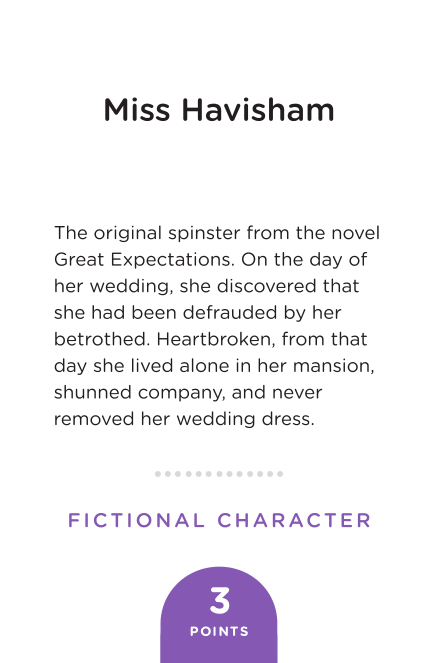 Miss Havisham
The original spinster from the novel
Great Expectations. On the day of
her wedding, she discovered that
she had been defrauded by her
betrothed. Heartbroken, from that
day she lived alone in her mansion,
shunned company, and never
removed her wedding dress.
FICTIONAL CHARACTER
3
POINTS